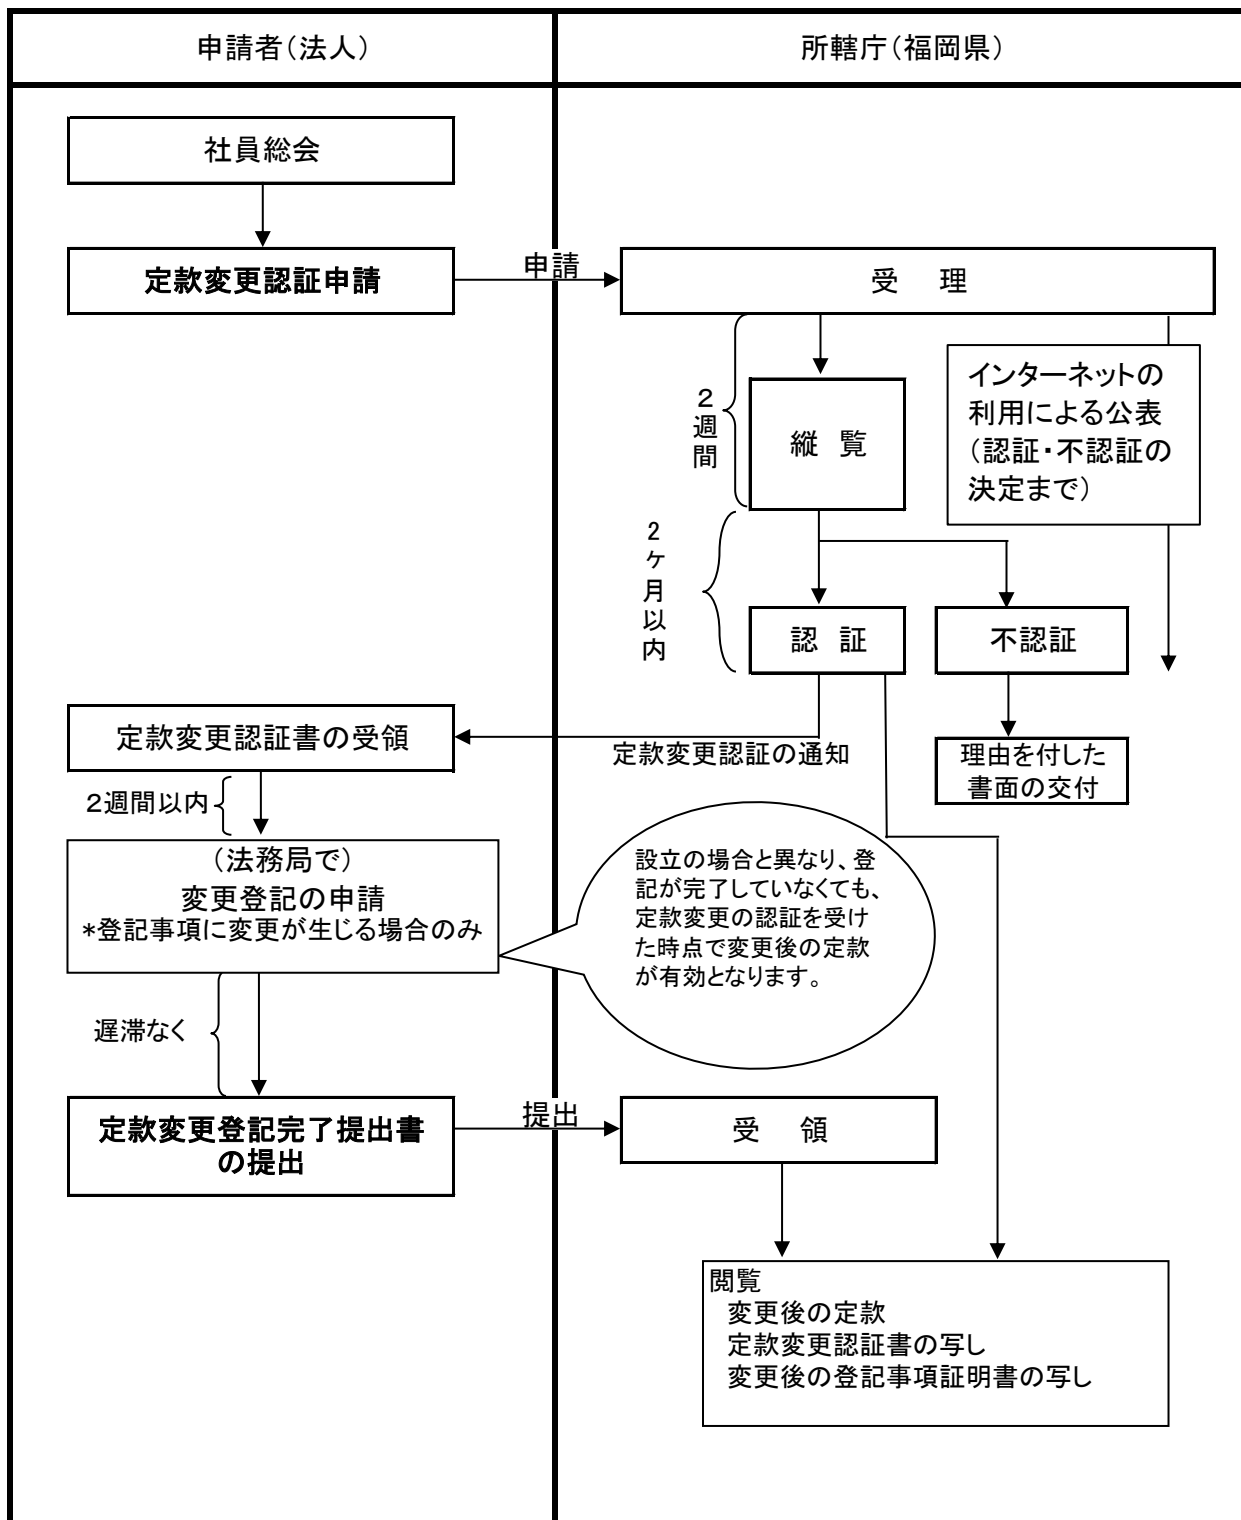 申請者（法人）
所轄庁（福岡県）
社員総会
定款変更認証申請
申請
受　理
2週間
縦　覧
インターネットの
利用による公表
（認証・不認証の
決定まで）
2ヶ月以内
認　証
不認証
定款変更認証書の受領
定款変更認証の通知
理由を付した
書面の交付
2週間以内
（法務局で）
変更登記の申請
*登記事項に変更が生じる場合のみ
設立の場合と異なり、登
記が完了していなくても、
定款変更の認証を受け
た時点で変更後の定款
が有効となります。
遅滞なく
定款変更登記完了提出書
の提出
提出
受　領
閲覧
変更後の定款
定款変更認証書の写し
変更後の登記事項証明書の写し